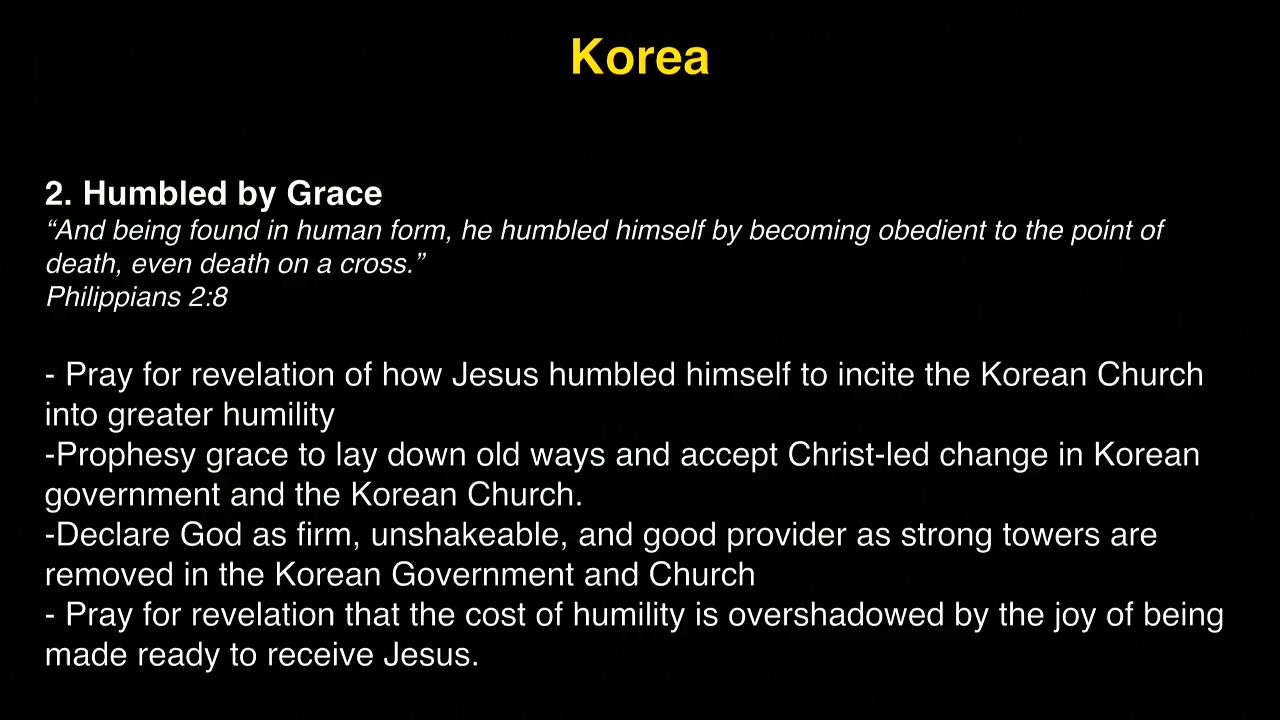 Korea
2. Humbled by Grace
“And being found in human form, he humbled himself by becoming obedient to the point of
death, even death on a cross.”
Philippians 2:8
- Pray for revelation of how Jesus humbled himself to incite the Korean Church
into greater humility
-Prophesy grace to lay down old ways and accept Christ-led change in Korean
government and the Korean Church.
-Declare God as firm, unshakeable, and good provider as strong towers are
removed in the Korean Government and Church
- Pray for revelation that the cost of humility is overshadowed by the joy of being
made ready to receive Jesus.